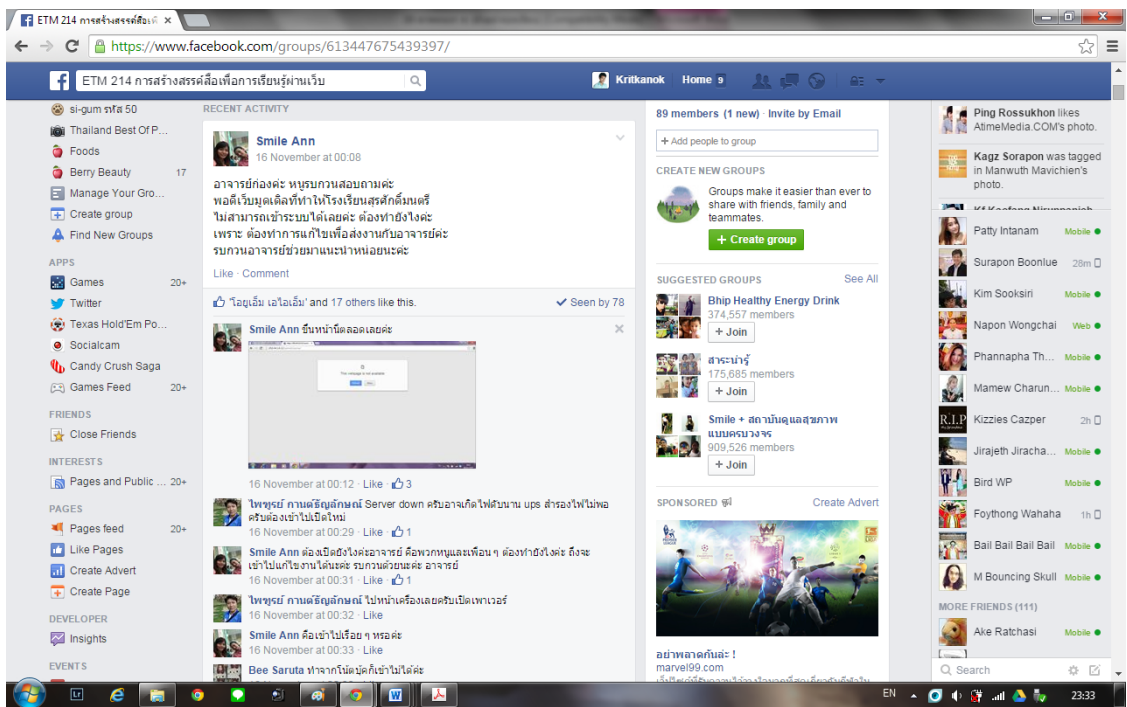 ETM 214 การสร้างสรรค์สื่อเพื
https://www.facebook.com/groups/613447675439397/
ETM 214 การสร้างสรรค์สื่อเพื่อการเรียนรู้ผ่านเว็บ
Kritkanok Home 9
si-gum รหัส 50
Thailand Best Of P...
Foods
Berry Beauty 17
Manage Your Gro...
Create group
Find New Groups
APPS
Games 20+
Twitter
Texas Hold'Em Po...
Socialcam
Candy Crush Saga
Games Feed 20+
FRIENDS
Close Friends
INTERESTS
Pages and Public ... 20+
PAGES
Pages feed 20+
Like Pages
Create Advert
Create Page
DEVELOPER
Insights
EVENTS
RECENT ACTIVITY
Smile Ann
16 November at 00:08
อาจารย์กองค่ะ หนูรบกวนสอบถามค่ะ
พอดีเว็บมูดเดิลที่ทำให้โรงเรียนสุรศักดิ์มนตรี
ไม่สามารถเข้าระบบได้เลยค่ะ ต้องทำยังไงค่ะ
เพราะ ต้องทำการแก้ไขเพื่อส่งงานกับอาจารย์ค่ะ
รบกวนอาจารย์ช่วยมาแนะนำหน่อยนะค่ะ
Like · Comment
'โอยูเอ็ม เอไอเอ็ม' and 17 others like this.
Seen by 78
Smile Ann ขึ้นหน้านี้ตลอดเลยค่ะ
This webpage is not available
16 November at 00:12 · Like · 3
ไพฑูรย์ กานต์ธัญลักษณ์ Server down ครับอาจเกิดไฟดับนาน ups สำรองไฟไม่พอ
ครับต้องเข้าไปเปิดใหม่
16 November at 00:29 · Like · 1
Smile Ann ต้องเปิดยังไงค่ะอาจารย์ คือพวกหนูและเพื่อน ๆ ต้องทำยังไงค่ะ ถึงจะ
เข้าไปแก้ไขงานได้นะค่ะ รบกวนด้วยนะค่ะ อาจารย์
16 November at 00:31 · Like · 1
ไพฑูรย์ กานต์ธัญลักษณ์ ไปหน้าเครื่องเลยครับเปิดเพาเวอร์
16 November at 00:32 · Like
Smile Ann คือเข้าไปเรื่อย ๆ หรอค่ะ
16 November at 00:33 · Like
Bee Saruta ทำจากโน้ตบุ๊คก็เข้าไม่ได้ค่ะ
89 members (1 new) · Invite by Email
+ Add people to group
CREATE NEW GROUPS
Groups make it easier than ever to
share with friends, family and
teammates.
+ Create group
SUGGESTED GROUPS See All
Bhip Healthy Energy Drink
374,557 members
+ Join
สาระน่ารู้
175,685 members
+ Join
Smile + สถาบันดูแลสุขภาพ
แบบครบวงจร
909,526 members
+ Join
SPONSORED Create Advert
อย่าพลาดกันล่ะ !
marvel99.com
Ping Rossukhon likes
AtimeMedia.COM's photo.
Kagz Sorapon was tagged
in Manwuth Mavichien's
photo.
Patty Intanam Mobile
Surapon Boonlue 28m
Kim Sooksiri Mobile
Napon Wongchai Web
Phannapha Th... Mobile
Mamew Charun... Mobile
R.I.P
Kizzies Cazper 2h
Jirajeth Jiracha... Mobile
Bird WP Mobile
Foythong Wahaha 1h
Bail Bail Bail Bail Mobile
M Bouncing Skull Mobile
MORE FRIENDS (111)
Ake Ratchasi Mobile
Search
Lr
EN
23:33